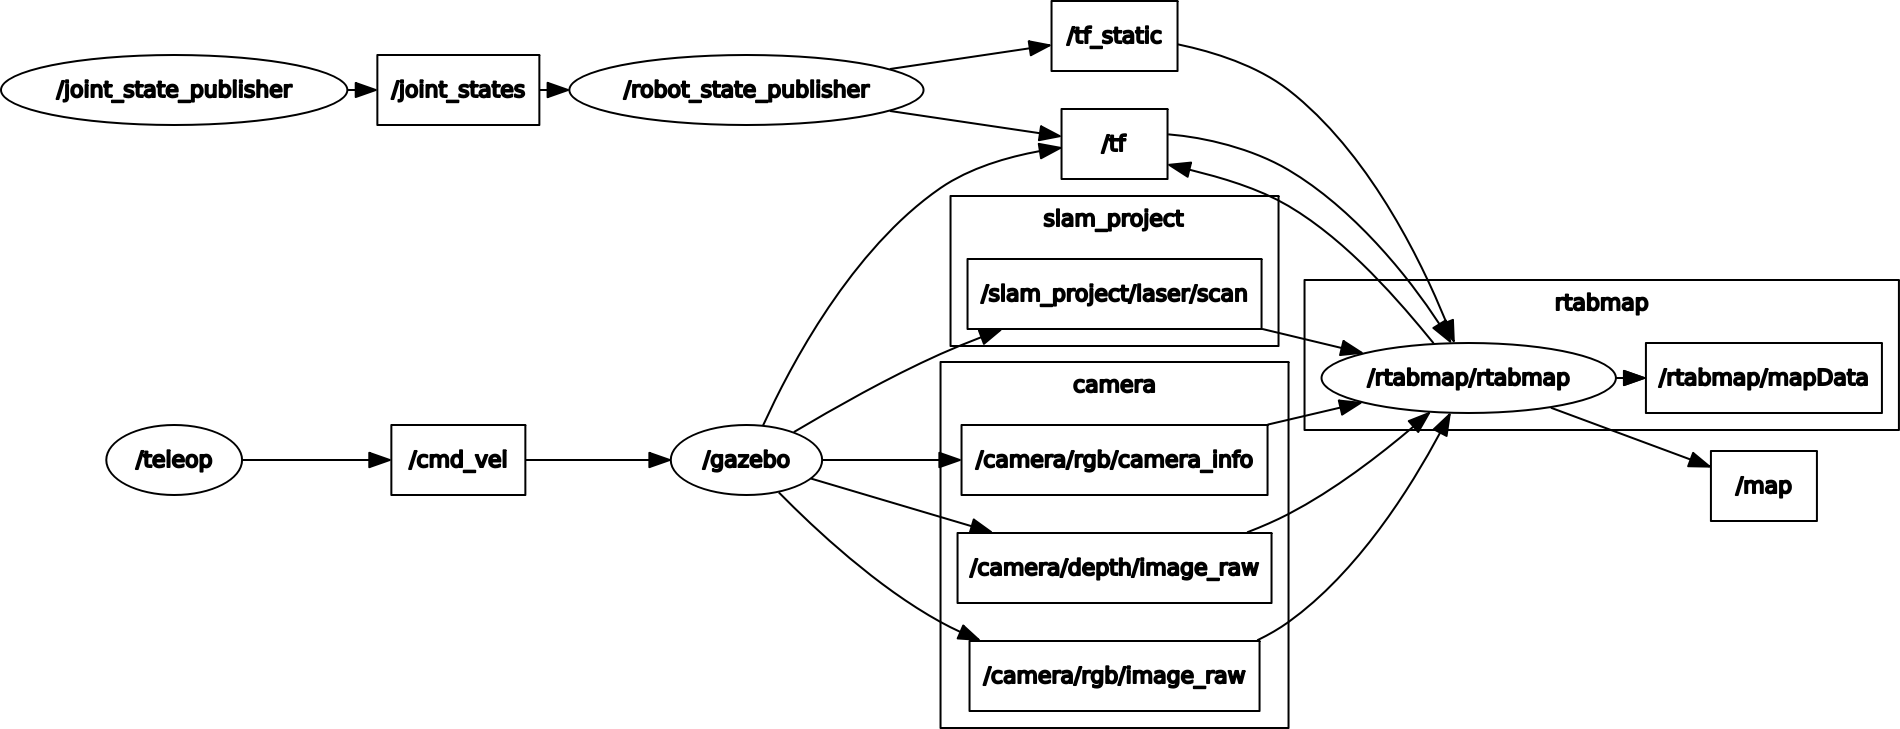 /tf_static
/joint_state_publisher
/joint_states
/robot_state_publisher
/tf
slam_project
/slam_project/laser/scan
rtabmap
/rtabmap/rtabmap
/rtabmap/mapData
camera
/teleop
/cmd_vel
/gazebo
/camera/rgb/camera_info
/map
/camera/depth/image_raw
/camera/rgb/image_raw